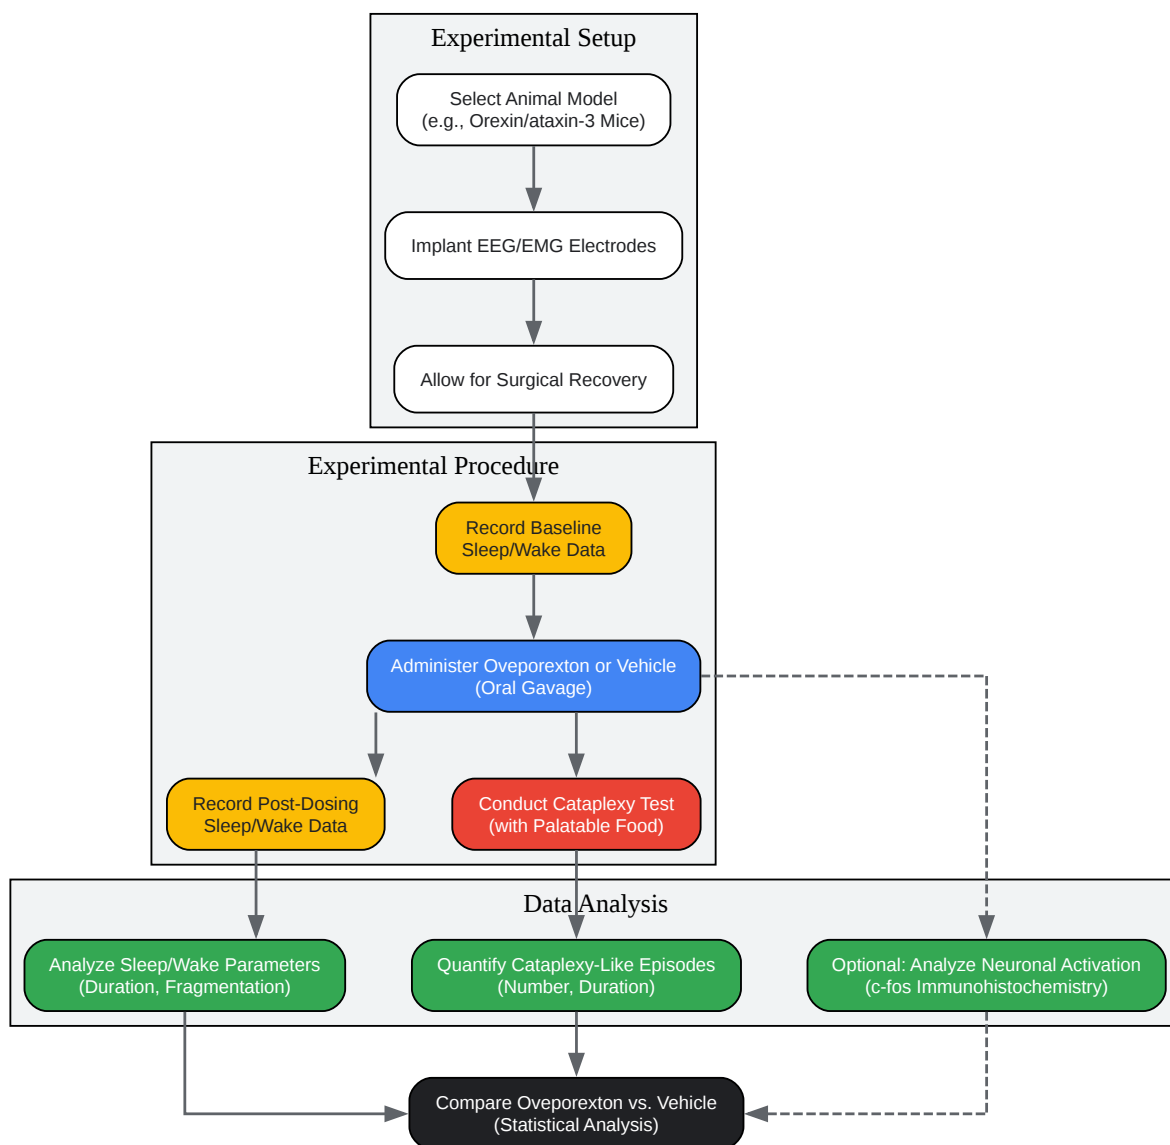 Experimental Setup
Select Animal Model
(e.g., Orexin/ataxin-3 Mice)
Implant EEG/EMG Electrodes
Allow for Surgical Recovery
Experimental Procedure
Record Baseline
Sleep/Wake Data
Administer Oveporexton or Vehicle
(Oral Gavage)
Record Post-Dosing
Sleep/Wake Data
Conduct Cataplexy Test
(with Palatable Food)
Data Analysis
Analyze Sleep/Wake Parameters
(Duration, Fragmentation)
Quantify Cataplexy-Like Episodes
(Number, Duration)
Optional: Analyze Neuronal Activation
(c-fos Immunohistochemistry)
Compare Oveporexton vs. Vehicle
(Statistical Analysis)